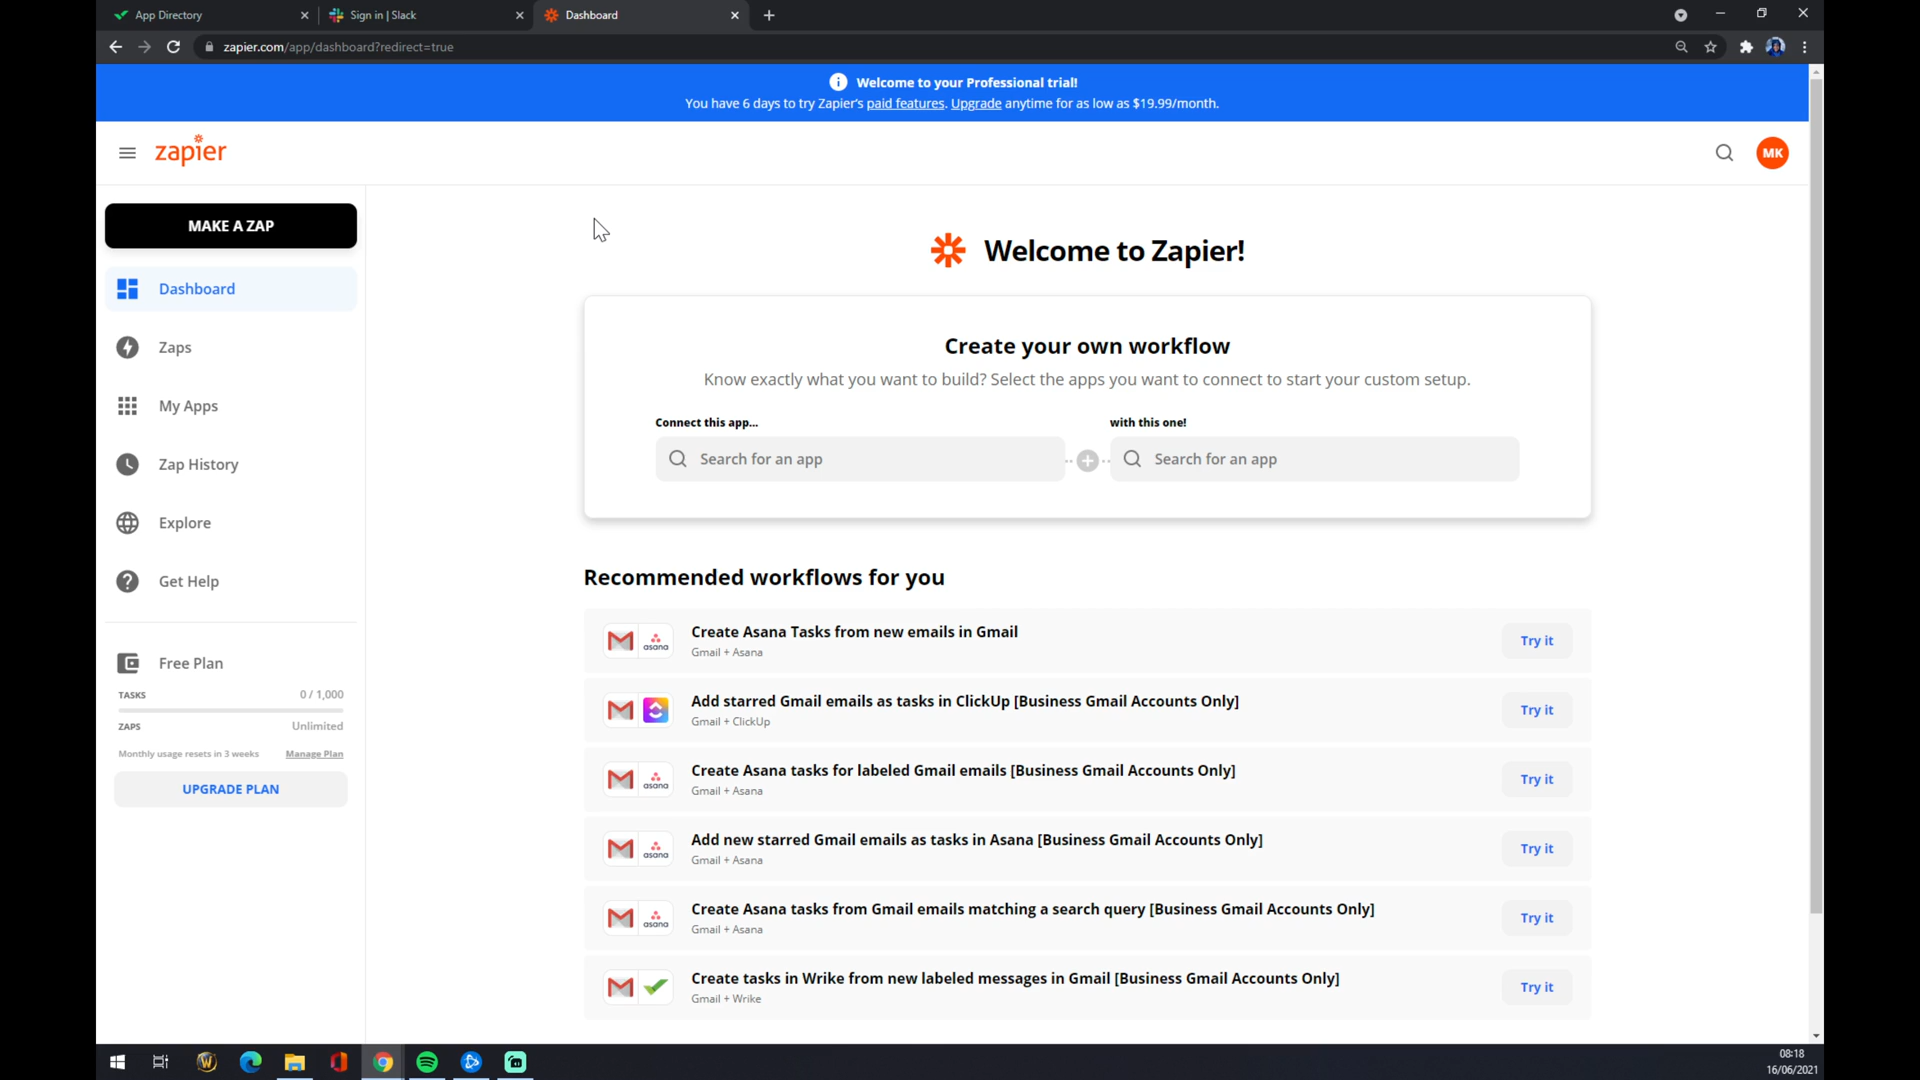 App Directory
Sign in | Slack
Dashboard
zapier.com/app/dashboard?redirect=true
Welcome to your Professional trial!
You have 6 days to try Zapier's paid features. Upgrade anytime for as low as $19.99/month.
zapier
MK
MAKE A ZAP
Dashboard
Zaps
My Apps
Zap History
Explore
Get Help
Free Plan
TASKS 0 / 1,000
ZAPS Unlimited
Monthly usage resets in 3 weeks Manage Plan
UPGRADE PLAN
Welcome to Zapier!
Create your own workflow
Know exactly what you want to build? Select the apps you want to connect to start your custom setup.
Connect this app...
with this one!
Search for an app
Search for an app
Recommended workflows for you
asana
Create Asana Tasks from new emails in Gmail
Gmail + Asana
Try it
Add starred Gmail emails as tasks in ClickUp [Business Gmail Accounts Only]
Gmail + ClickUp
Try it
asana
Create Asana tasks for labeled Gmail emails [Business Gmail Accounts Only]
Gmail + Asana
Try it
asana
Add new starred Gmail emails as tasks in Asana [Business Gmail Accounts Only]
Gmail + Asana
Try it
asana
Create Asana tasks from Gmail emails matching a search query [Business Gmail Accounts Only]
Gmail + Asana
Try it
Create tasks in Wrike from new labeled messages in Gmail [Business Gmail Accounts Only]
Gmail + Wrike
Try it
08:18
16/06/2021